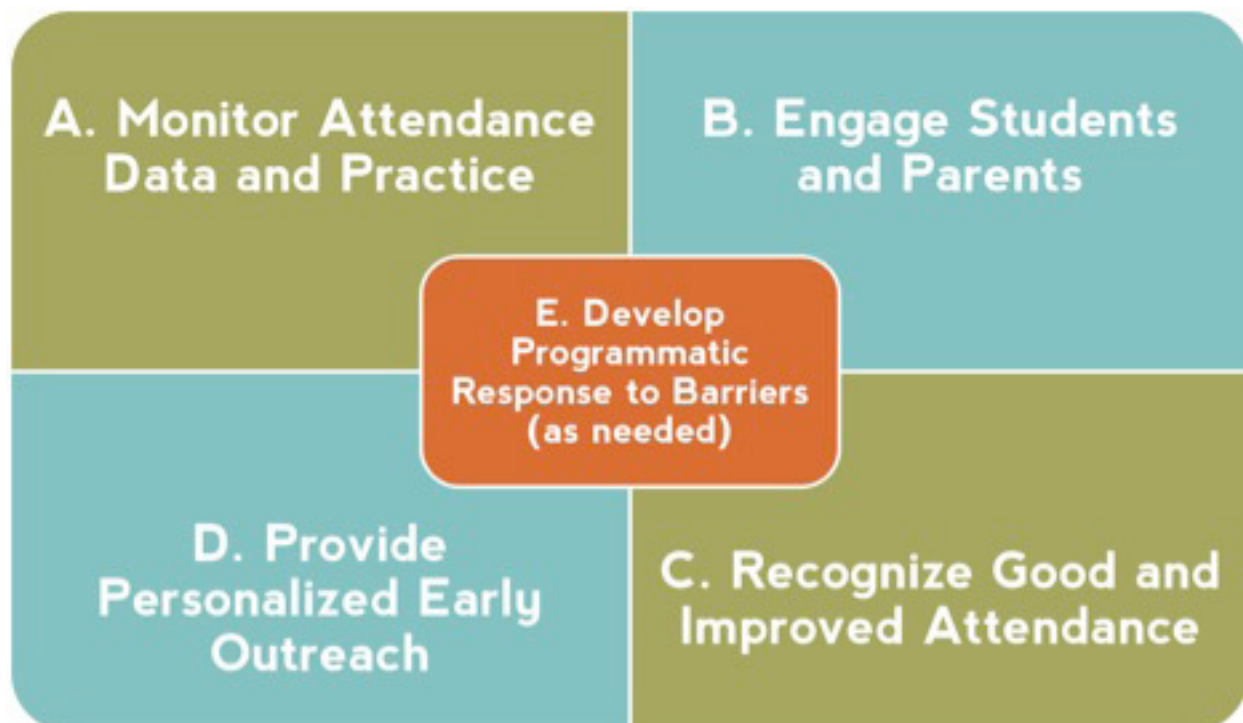 A. Monitor Attendance
Data and Practice
B. Engage Students
and Parents
E. Develop
Programmatic
Response to Barriers
(as needed)
D. Provide
Personalized Early
Outreach
C. Recognize Good and
Improved Attendance